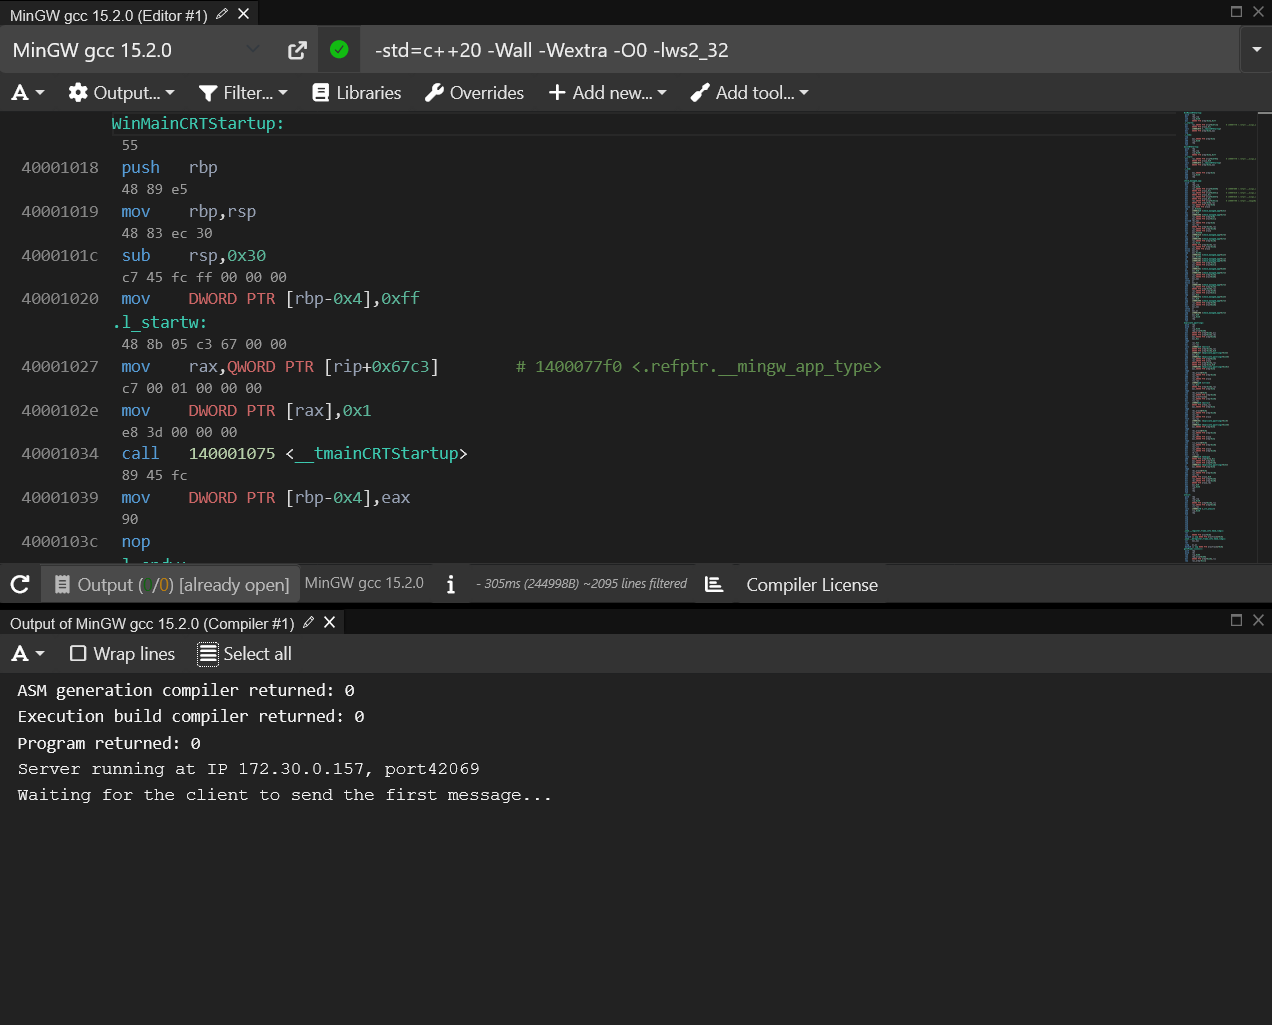 MinGW gcc 15.2.0 (Editor #1)
MinGW gcc 15.2.0 -std=c++20 -Wall -Wextra -O0 -lws2_32
A Output... Filter... Libraries Overrides Add new... Add tool...
WinMainCRTStartup:
55
40001018 push rbp
48 89 e5
40001019 mov rbp,rsp
48 83 ec 30
4000101c sub rsp,0x30
c7 45 fc ff 00 00 00
40001020 mov DWORD PTR [rbp-0x4],0xff
.l_startw:
48 8b 05 c3 67 00 00
40001027 mov rax,QWORD PTR [rip+0x67c3] # 1400077f0 <.refptr.__mingw_app_type>
c7 00 01 00 00 00
4000102e mov DWORD PTR [rax],0x1
e8 3d 00 00 00
40001034 call 140001075 <__tmainCRTStartup>
89 45 fc
40001039 mov DWORD PTR [rbp-0x4],eax
90
4000103c nop
Output (0/0) [already open] MinGW gcc 15.2.0 i - 305ms (244998B) ~2095 lines filtered Compiler License
Output of MinGW gcc 15.2.0 (Compiler #1)
A Wrap lines Select all
ASM generation compiler returned: 0
Execution build compiler returned: 0
Program returned: 0
Server running at IP 172.30.0.157, port42069
Waiting for the client to send the first message...